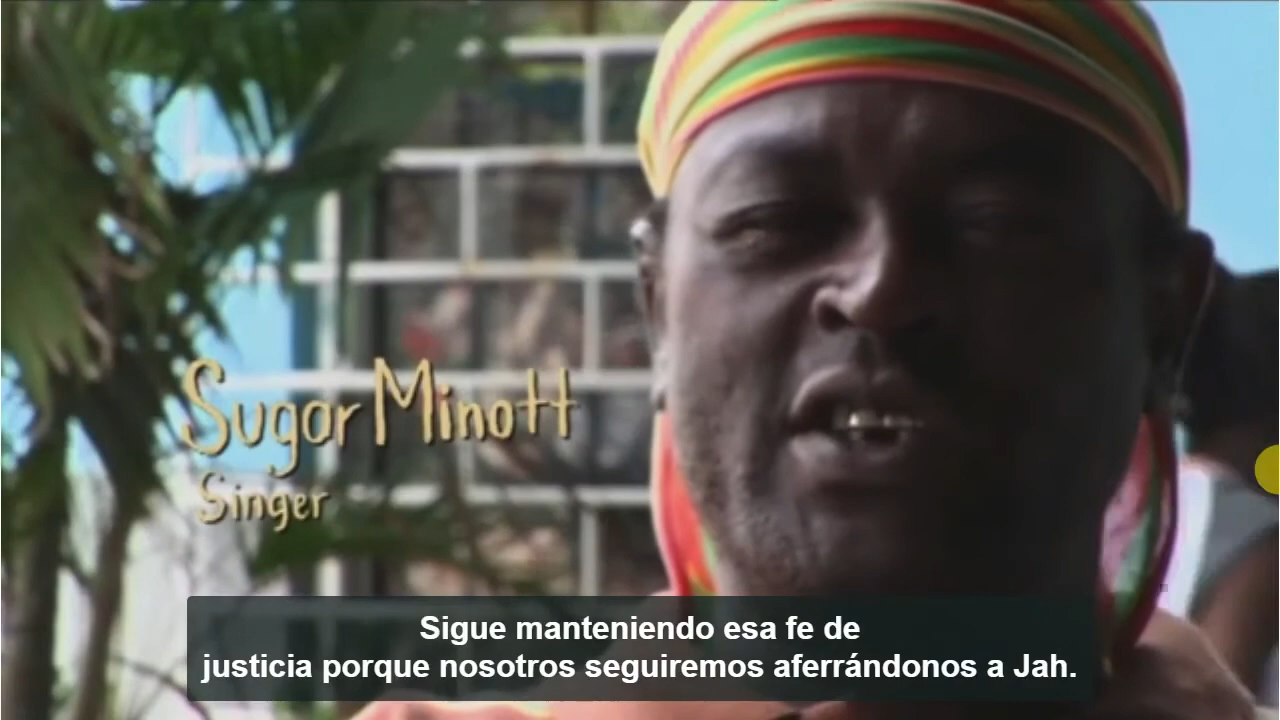 Sugar Minott
Singer
Sigue manteniendo esa fe de
justicia porque nosotros seguiremos aferrándonos a Jah.